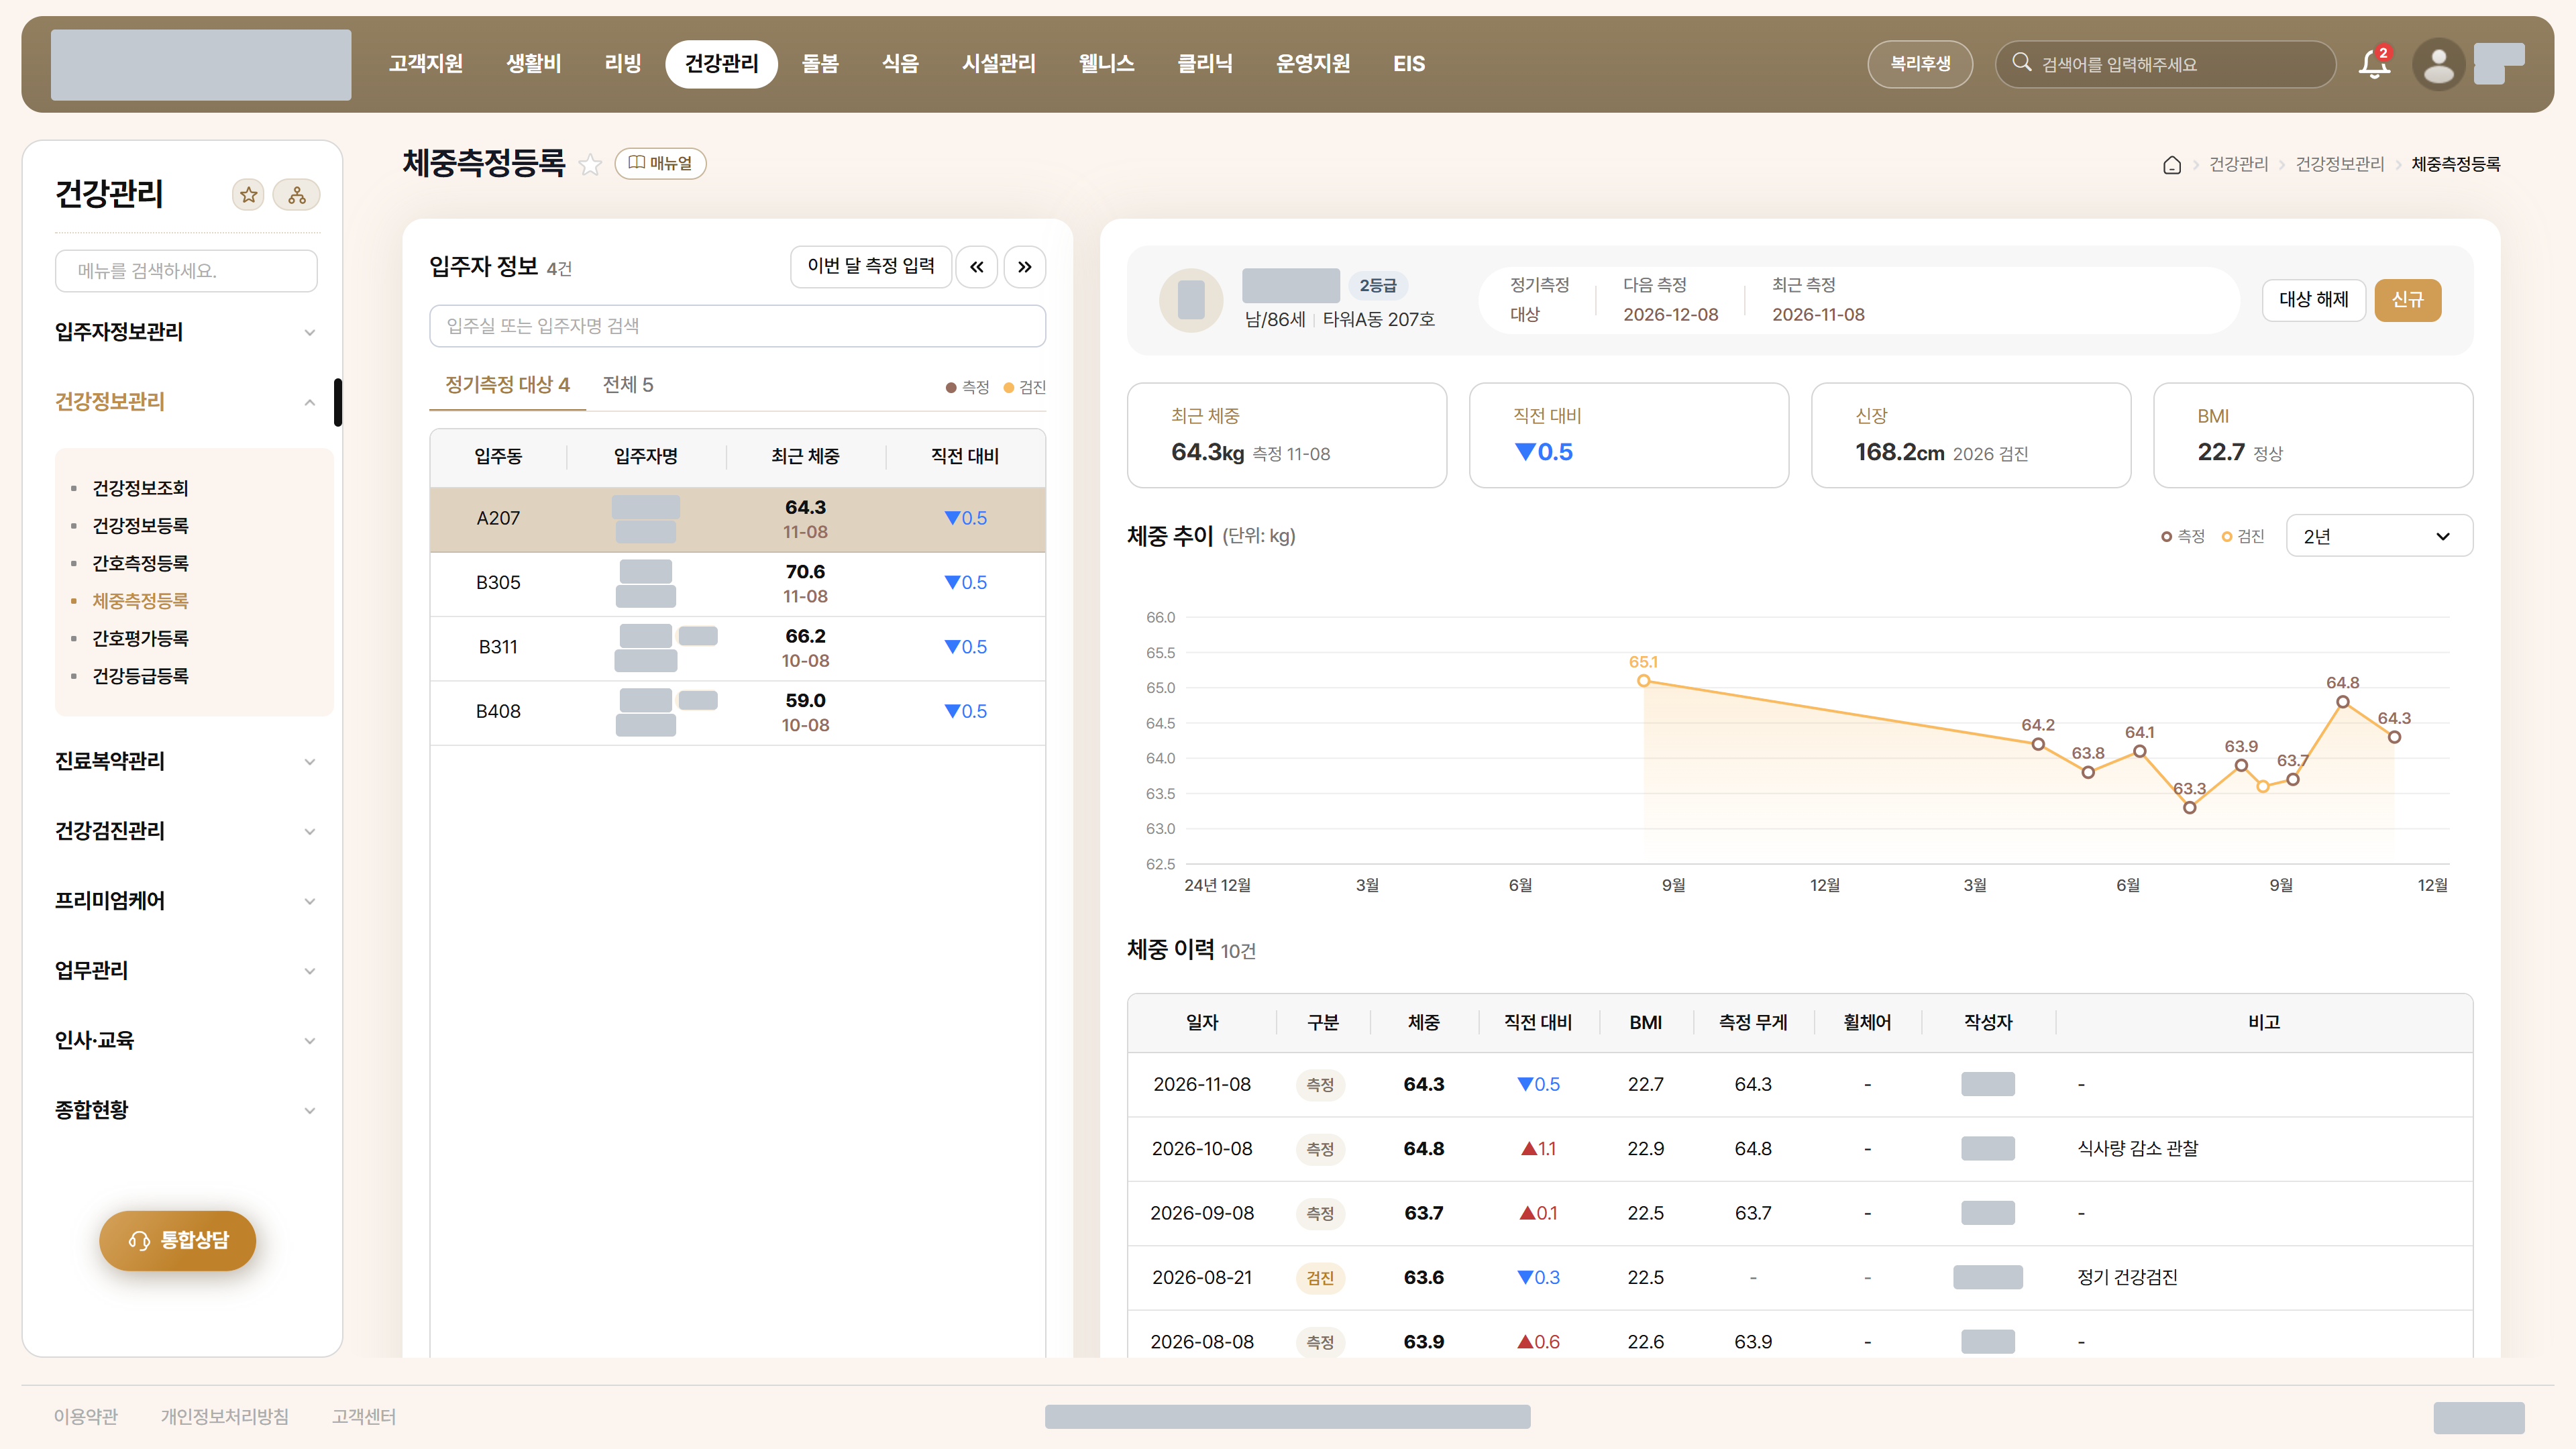 고객지원 생활비 리빙 건강관리 돌봄 식음 시설관리 웰니스 클리닉 운영지원 EIS 복리후생 검색어를 입력해주세요 2
건강관리
메뉴를 검색하세요.
입주자정보관리
건강정보관리
건강정보조회
건강정보등록
간호측정등록
체중측정등록
간호평가등록
건강등급등록
진료복약관리
건강검진관리
프리미엄케어
업무관리
인사·교육
종합현황
통합상담
체중측정등록 매뉴얼
건강관리 건강정보관리 체중측정등록
입주자 정보 4건 이번 달 측정 입력
입주실 또는 입주자명 검색
정기측정 대상 4 전체 5 측정 검진
입주동 입주자명 최근 체중 직전 대비
A207 64.3 ▼0.5
11-08
B305 70.6 ▼0.5
11-08
B311 66.2 ▼0.5
10-08
B408 59.0 ▼0.5
10-08
2등급
남/86세 타워A동 207호
정기측정 다음 측정 최근 측정
대상 2026-12-08 2026-11-08
대상 해제 신규
최근 체중
64.3kg 측정 11-08
직전 대비
▼0.5
신장
168.2cm 2026 검진
BMI
22.7 정상
체중 추이 (단위: kg) 측정 검진 2년
66.0
65.5
65.0
64.5
64.0
63.5
63.0
62.5
65.1 64.2 63.8 64.1 63.3 63.9 63.7 64.8 64.3
24년 12월 3월 6월 9월 12월 3월 6월 9월 12월
체중 이력 10건
일자 구분 체중 직전 대비 BMI 측정 무게 휠체어 작성자 비고
2026-11-08 측정 64.3 ▼0.5 22.7 64.3 - -
2026-10-08 측정 64.8 ▲1.1 22.9 64.8 - 식사량 감소 관찰
2026-09-08 측정 63.7 ▲0.1 22.5 63.7 - -
2026-08-21 검진 63.6 ▼0.3 22.5 - - 정기 건강검진
2026-08-08 측정 63.9 ▲0.6 22.6 63.9 - -
이용약관 개인정보처리방침 고객센터